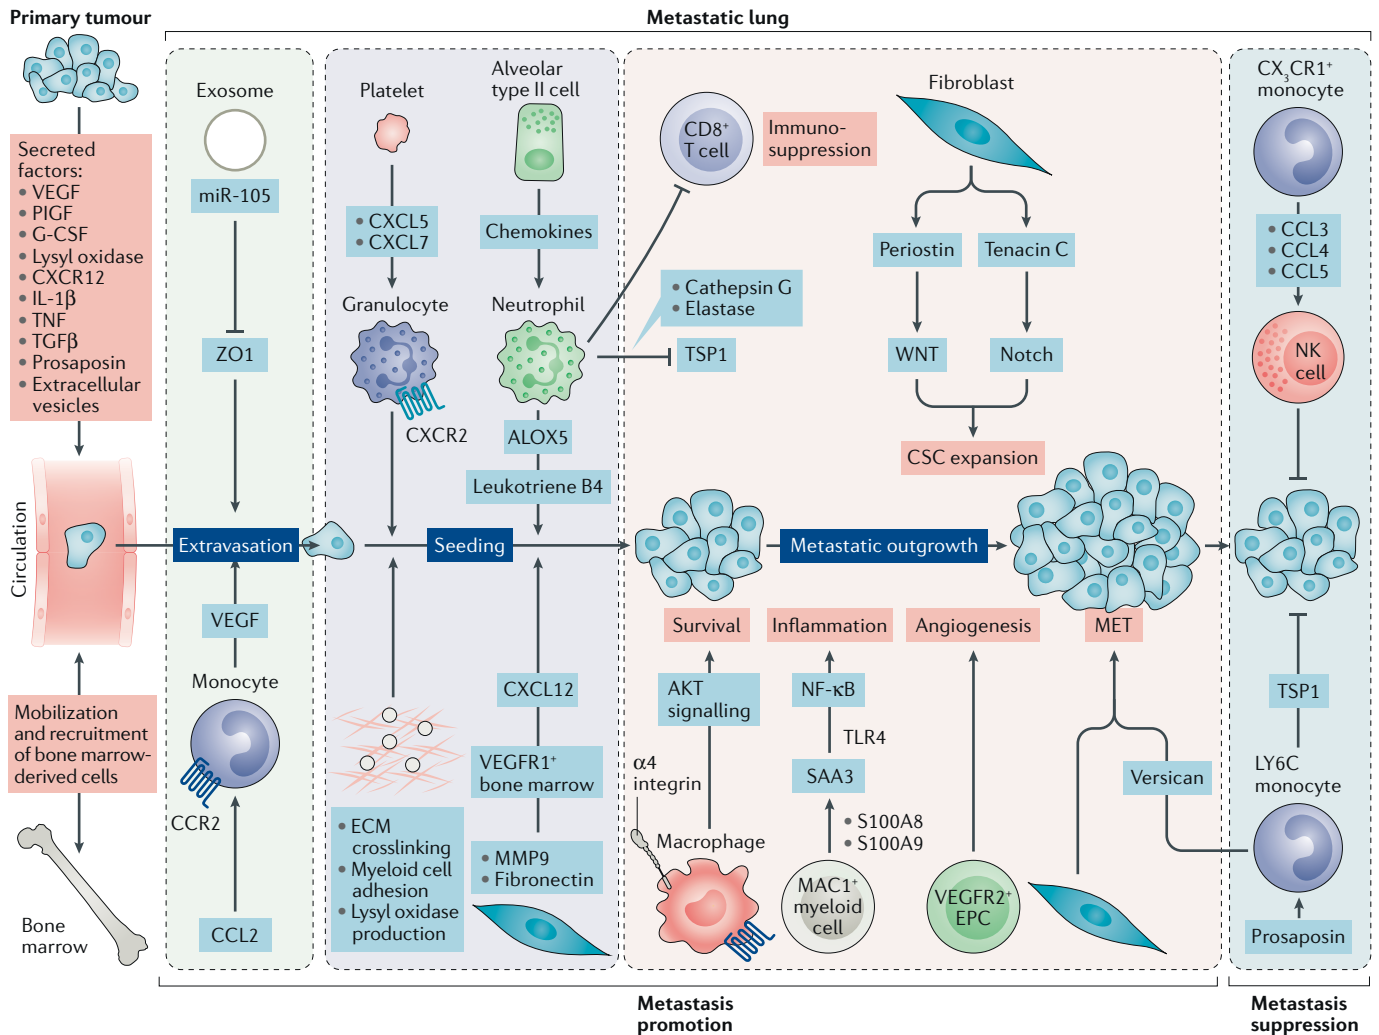 Primary tumour
Metastatic lung
Secreted
factors:
• VEGF
• PIGF
• G-CSF
• Lysyl oxidase
• CXCR12
• IL-1β
• TNF
• TGFβ
• Prosaposin
• Extracellular
vesicles
Circulation
Mobilization
and recruitment
of bone marrow-
derived cells
Bone
marrow
Exosome
miR-105
ZO1
Extravasation
VEGF
Monocyte
CCR2
CCL2
Platelet
• CXCL5
• CXCL7
Granulocyte
CXCR2
Alveolar
type II cell
Chemokines
Neutrophil
ALOX5
Leukotriene B4
Seeding
• ECM
crosslinking
• Myeloid cell
adhesion
• Lysyl oxidase
production
CXCL12
VEGFR1⁺
bone marrow
• MMP9
• Fibronectin
CD8⁺
T cell
Immuno-
suppression
• Cathepsin G
• Elastase
TSP1
Fibroblast
Periostin
Tenacin C
WNT
Notch
CSC expansion
Metastatic outgrowth
Survival
Inflammation
Angiogenesis
MET
AKT
signalling
α4
integrin
Macrophage
NF-κB
TLR4
SAA3
• S100A8
• S100A9
MAC1⁺
myeloid
cell
VEGFR2⁺
EPC
Versican
CX₃CR1⁺
monocyte
• CCL3
• CCL4
• CCL5
NK
cell
TSP1
LY6C
monocyte
Prosaposin
Metastasis
promotion
Metastasis
suppression